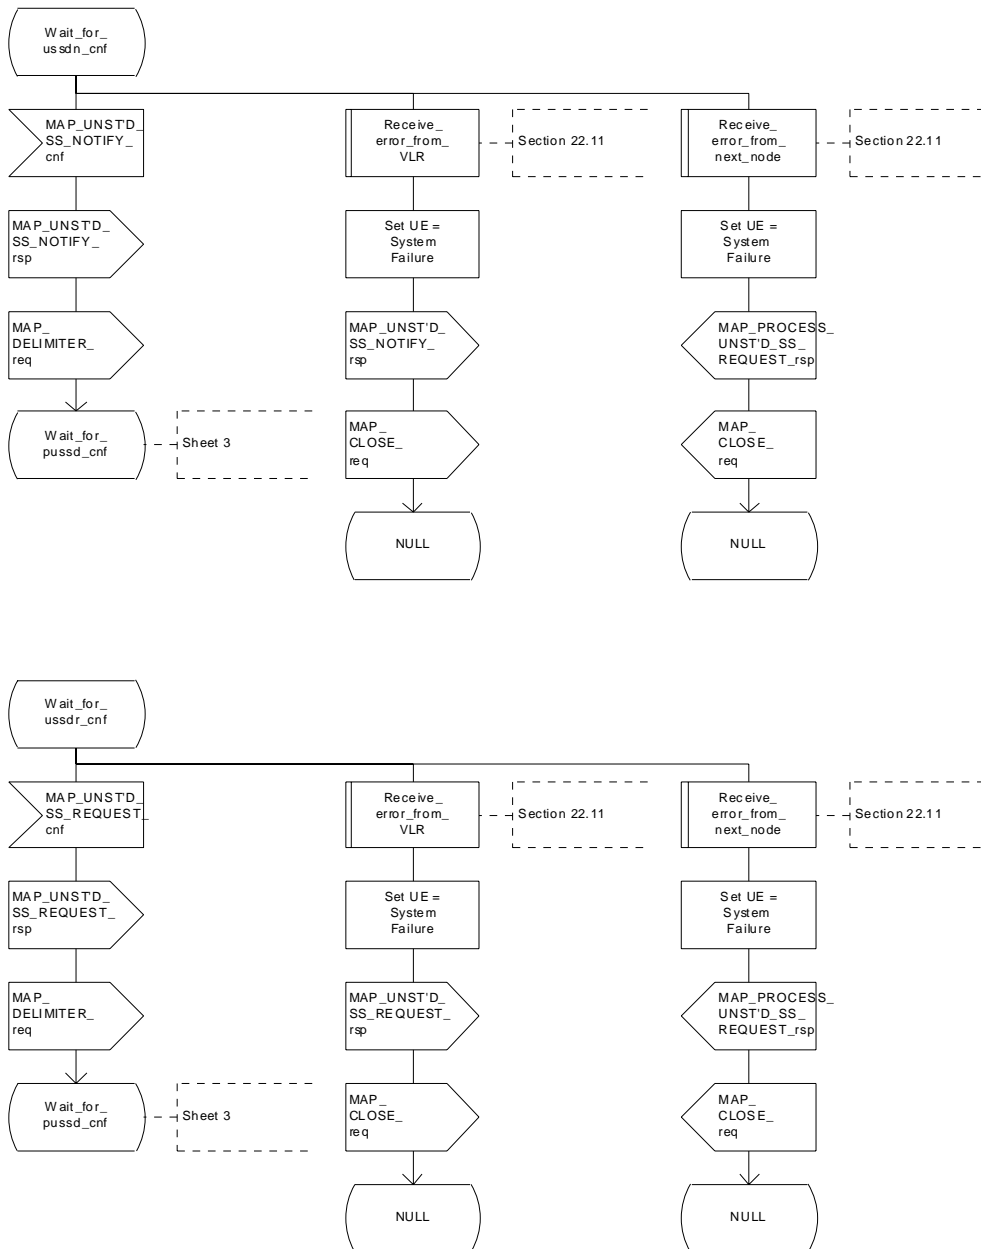 Wait_for_
ussdn_cnf
MAP_UNST'D_
SS_NOTIFY_
cnf
Receive_
error_from_
VLR
Section 22.11
Receive_
error_from_
next_node
Section 22.11
MAP_UNST'D_
SS_NOTIFY_
rsp
Set UE =
System
Failure
Set UE =
System
Failure
MAP_
DELIMITER_
req
MAP_UNST'D_
SS_NOTIFY_
rsp
MAP_PROCESS_
UNST'D_SS_
REQUEST_rsp
Wait_for_
pussd_cnf
Sheet 3
MAP_
CLOSE_
req
MAP_
CLOSE_
req
NULL
NULL
Wait_for_
ussdr_cnf
MAP_UNST'D_
SS_REQUEST_
cnf
Receive_
error_from_
VLR
Section 22.11
Receive_
error_from_
next_node
Section 22.11
MAP_UNST'D_
SS_REQUEST_
rsp
Set UE =
System
Failure
Set UE =
System
Failure
MAP_
DELIMITER_
req
MAP_UNST'D_
SS_REQUEST_
rsp
MAP_PROCESS_
UNST'D_SS_
REQUEST_rsp
Wait_for_
pussd_cnf
Sheet 3
MAP_
CLOSE_
req
MAP_
CLOSE_
req
NULL
NULL